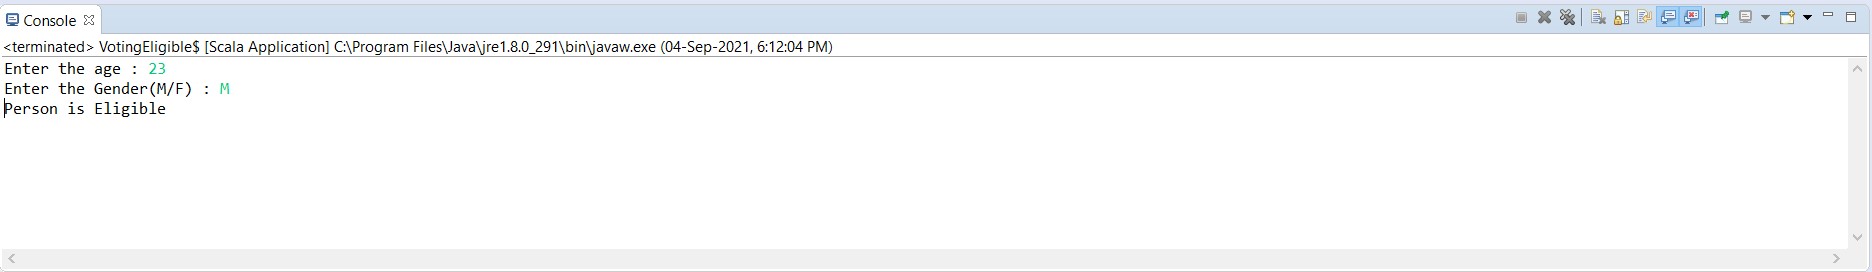 Console
<terminated> VotingEligible$ [Scala Application] C:\Program Files\Java\jre1.8.0_291\bin\javaw.exe (04-Sep-2021, 6:12:04 PM)
Enter the age : 23
Enter the Gender(M/F) : M
Person is Eligible